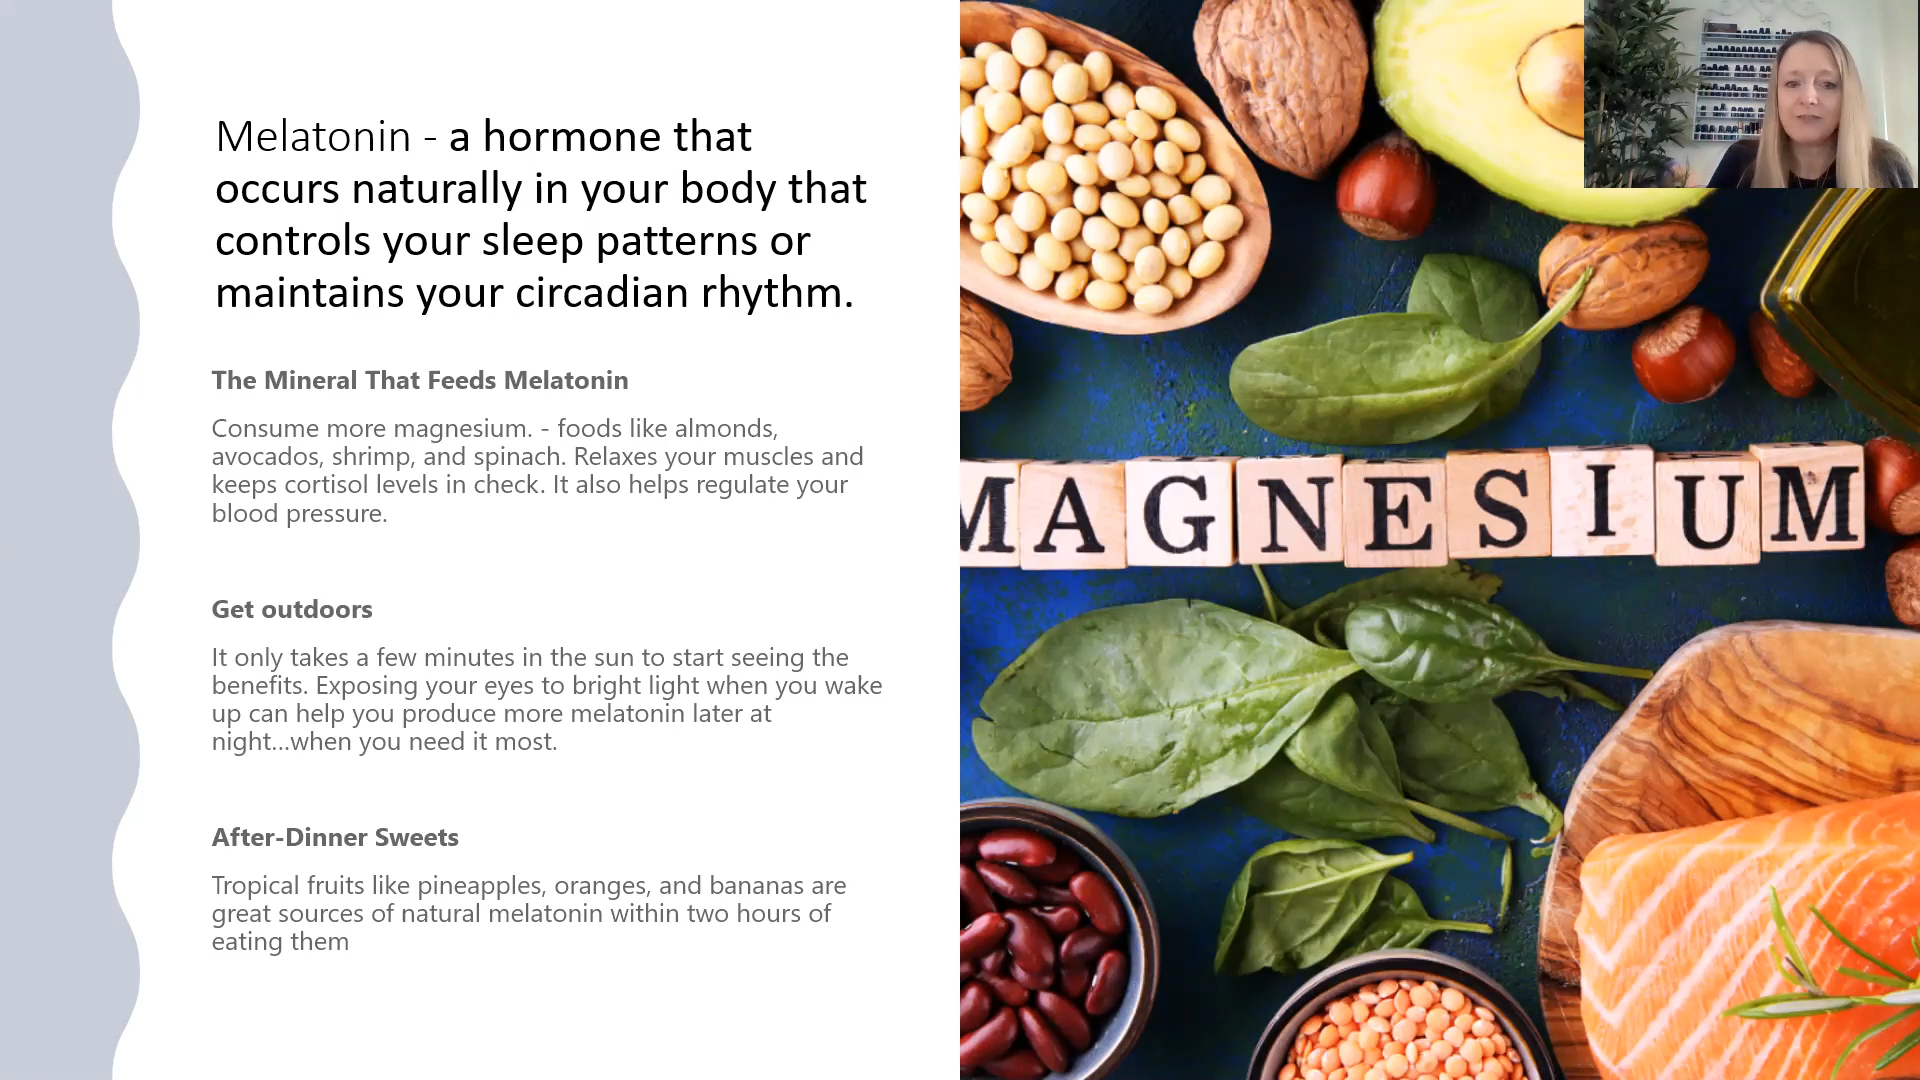 Melatonin - a hormone that
occurs naturally in your body that
controls your sleep patterns or
maintains your circadian rhythm.
The Mineral That Feeds Melatonin
Consume more magnesium. - foods like almonds,
avocados, shrimp, and spinach. Relaxes your muscles and
keeps cortisol levels in check. It also helps regulate your
blood pressure.
Get outdoors
It only takes a few minutes in the sun to start seeing the
benefits. Exposing your eyes to bright light when you wake
up can help you produce more melatonin later at
night...when you need it most.
After-Dinner Sweets
Tropical fruits like pineapples, oranges, and bananas are
great sources of natural melatonin within two hours of
eating them
MAGNESIUM